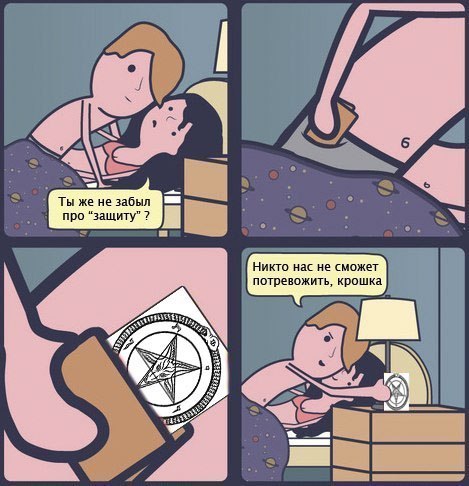 Ты же не забыл
про “защиту” ?
Никто нас не сможет
потревожить, крошка